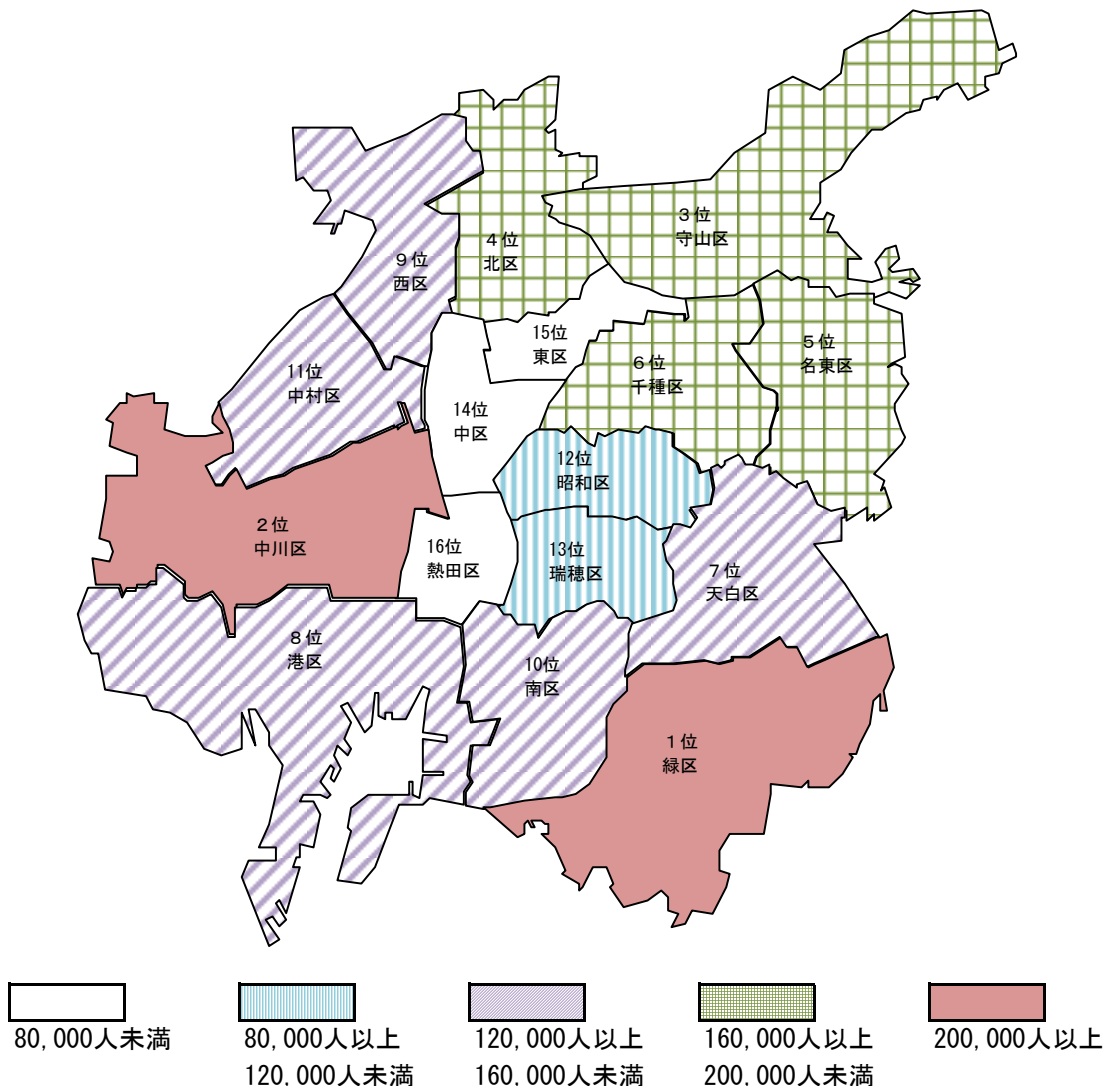 3位
守山区
4位
北区
9位
西区
15位
東区
5位
名東区
6位
千種区
11位
中村区
14位
中区
12位
昭和区
2位
中川区
16位
熱田区
13位
瑞穂区
7位
天白区
8位
港区
10位
南区
1位
緑区
80,000人未満
80,000人以上
120,000人未満
120,000人以上
160,000人未満
160,000人以上
200,000人未満
200,000人以上